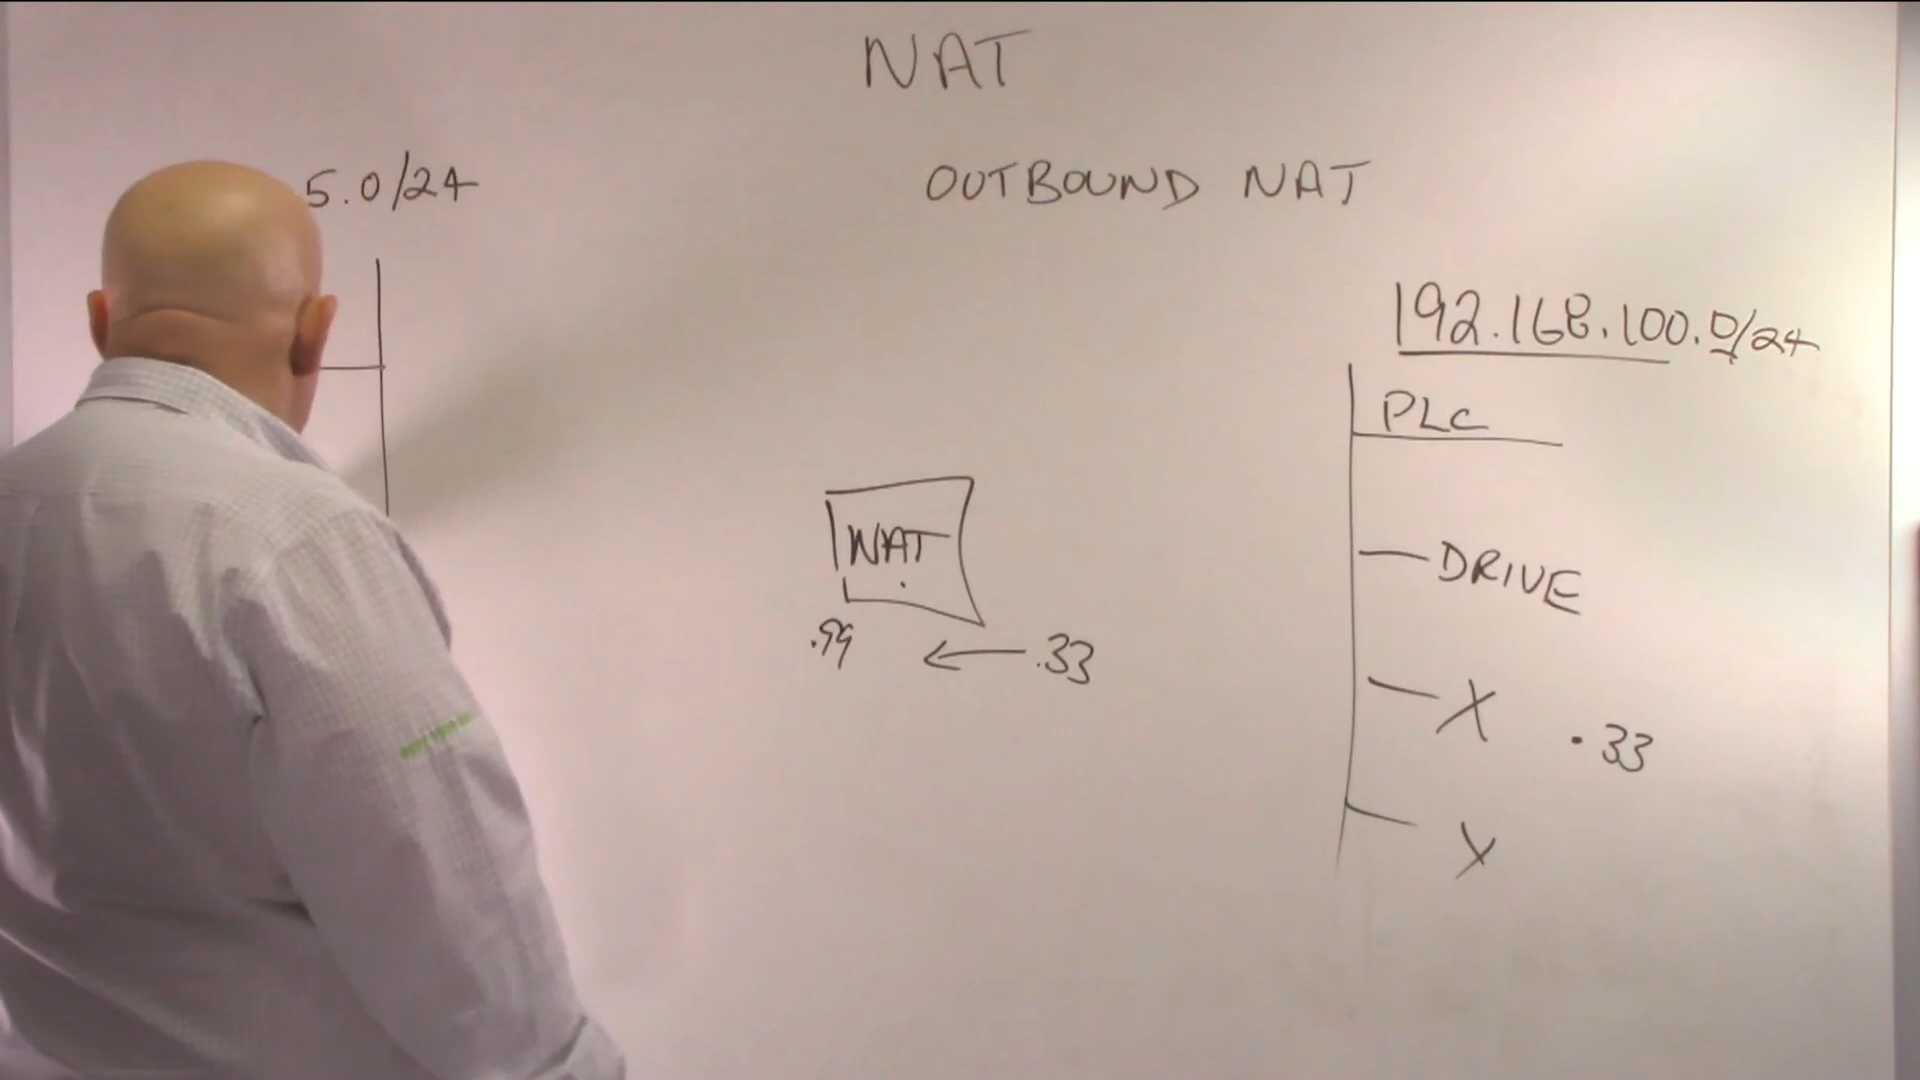 NAT
OUTBOUND NAT
5.0/24
192.168.100.0/24
PLC
NAT
DRIVE
.99
.33
X
.33
Y